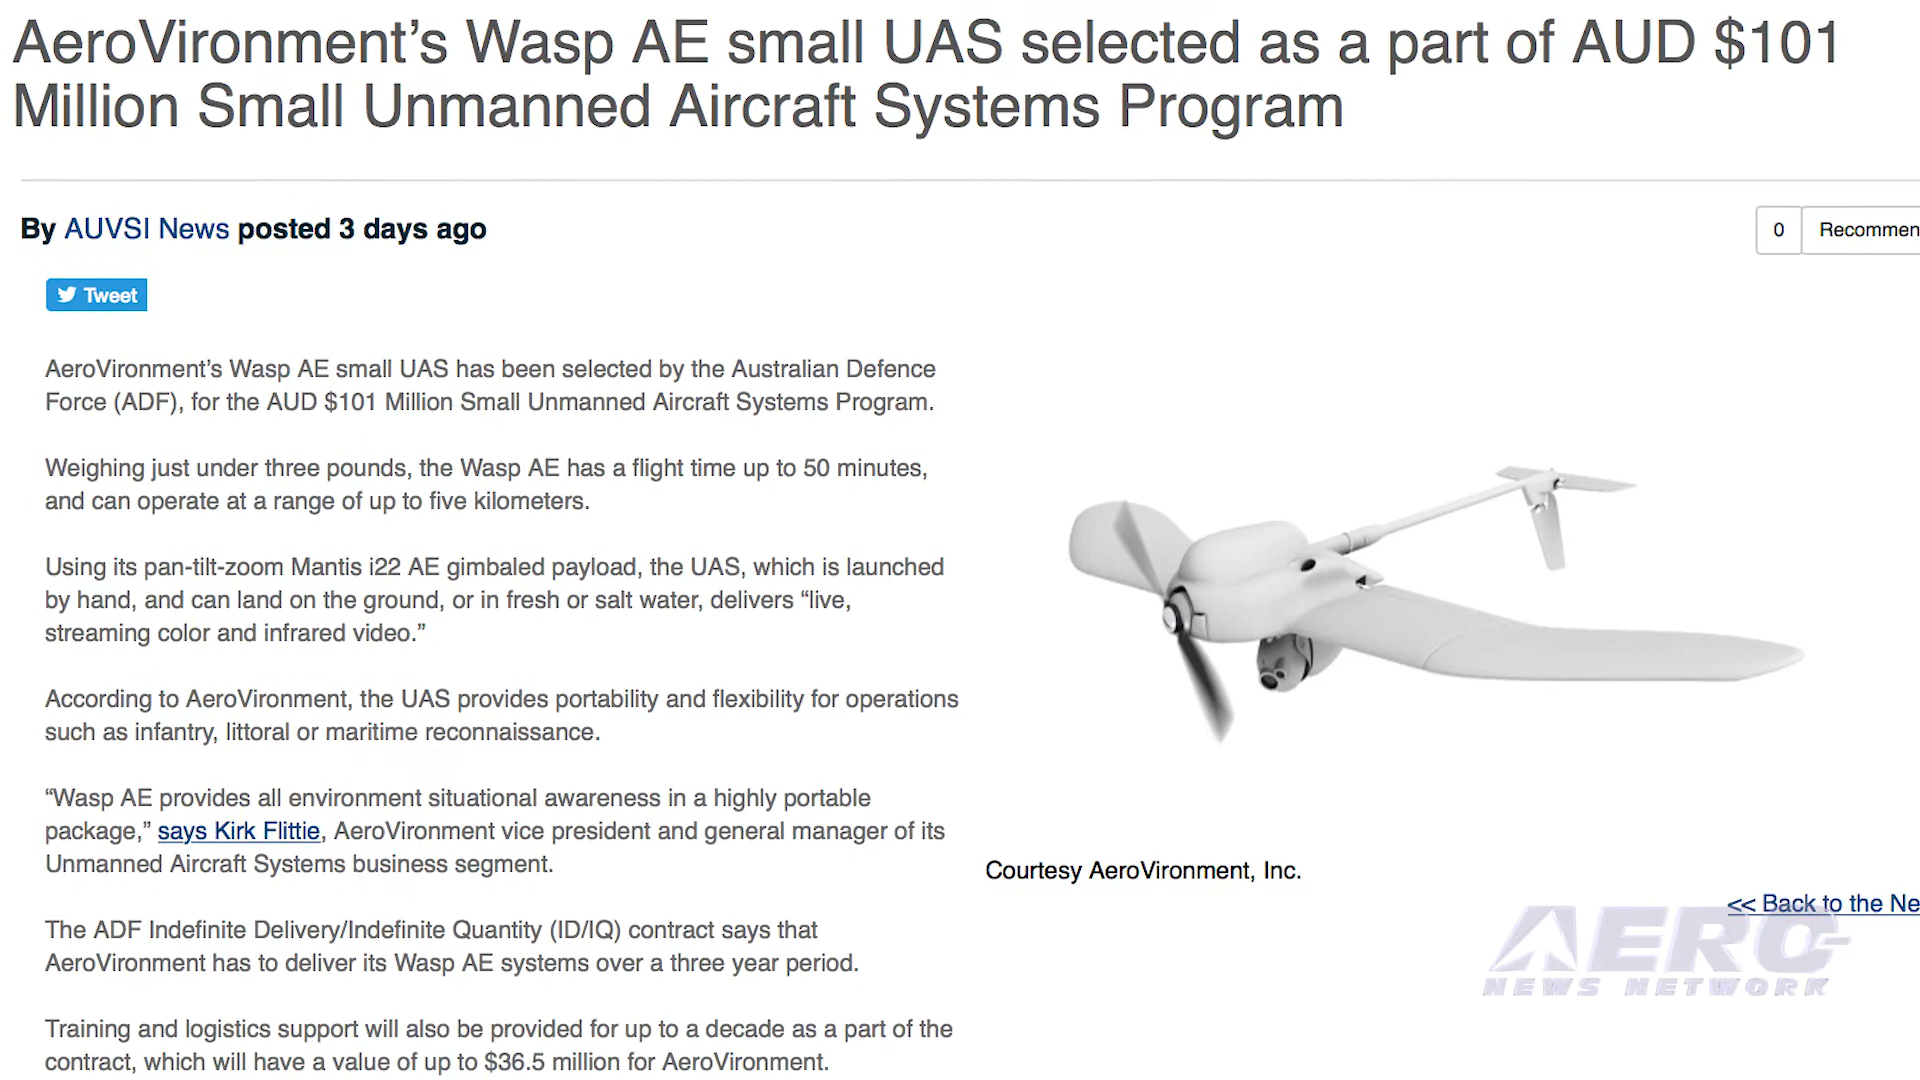 AeroVironment’s Wasp AE small UAS selected as a part of AUD $101
Million Small Unmanned Aircraft Systems Program
By AUVSI News posted 3 days ago
0 Recommen
Tweet
AeroVironment’s Wasp AE small UAS has been selected by the Australian Defence
Force (ADF), for the AUD $101 Million Small Unmanned Aircraft Systems Program.
Weighing just under three pounds, the Wasp AE has a flight time up to 50 minutes,
and can operate at a range of up to five kilometers.
Using its pan-tilt-zoom Mantis i22 AE gimbaled payload, the UAS, which is launched
by hand, and can land on the ground, or in fresh or salt water, delivers “live,
streaming color and infrared video.”
According to AeroVironment, the UAS provides portability and flexibility for operations
such as infantry, littoral or maritime reconnaissance.
“Wasp AE provides all environment situational awareness in a highly portable
package,” says Kirk Flittie, AeroVironment vice president and general manager of its
Unmanned Aircraft Systems business segment.
The ADF Indefinite Delivery/Indefinite Quantity (ID/IQ) contract says that
AeroVironment has to deliver its Wasp AE systems over a three year period.
Training and logistics support will also be provided for up to a decade as a part of the
contract, which will have a value of up to $36.5 million for AeroVironment.
Courtesy AeroVironment, Inc.
<< Back to the Ne
AERO-
NEWS NETWORK